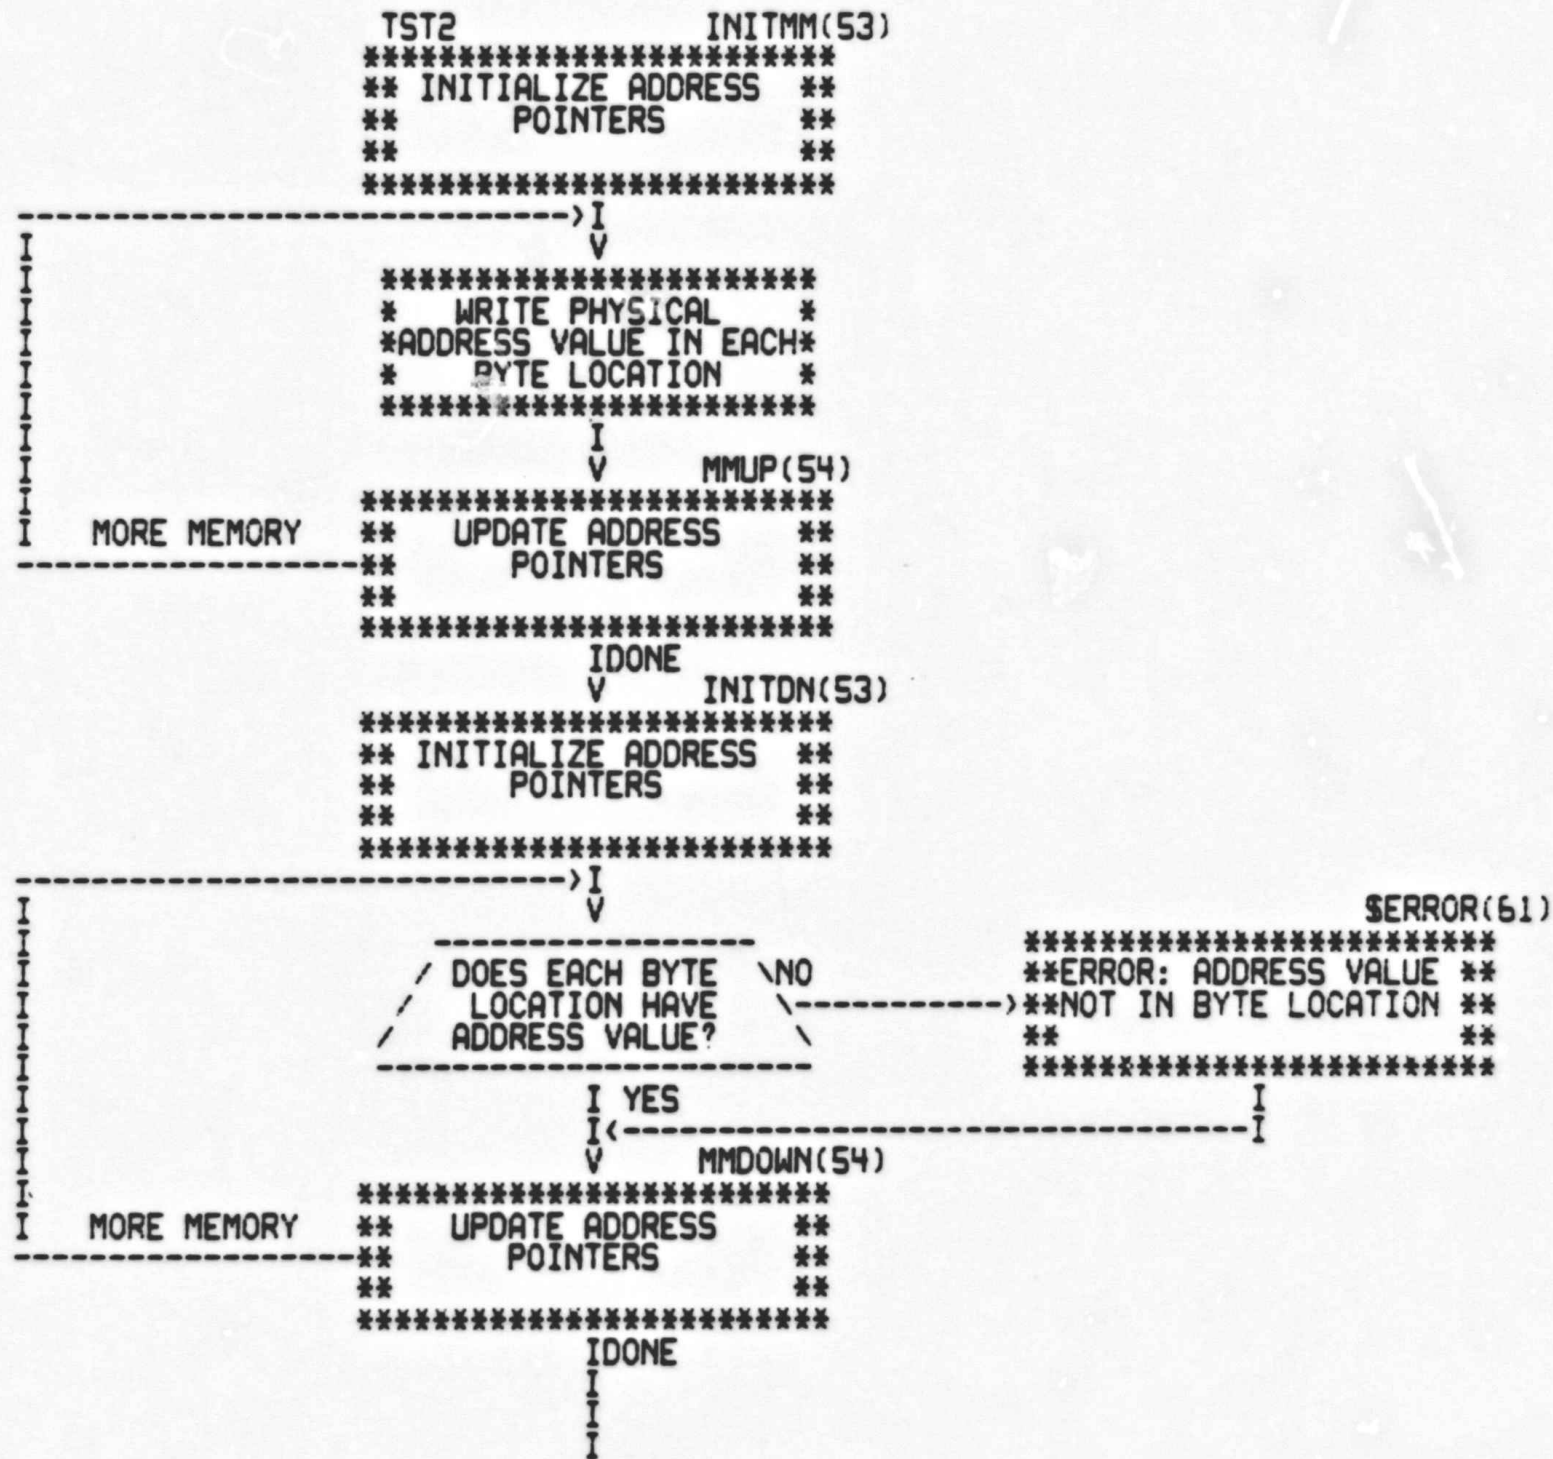 TST2 INITMM(53)
*************************
** INITIALIZE ADDRESS **
** POINTERS **
** **
*************************
----------------------------->I
I V
I ***********************
I * WRITE PHYSICAL *
I *ADDRESS VALUE IN EACH*
I * BYTE LOCATION *
I ***********************
I I
I V MMUP(54)
I *************************
I MORE MEMORY ** UPDATE ADDRESS **
------------------** POINTERS **
** **
*************************
IDONE
V INITDN(53)
*************************
** INITIALIZE ADDRESS **
** POINTERS **
** **
*************************
----------------------------->I
I V $ERROR(61)
I ----------------- *************************
I / DOES EACH BYTE \NO **ERROR: ADDRESS VALUE **
I / LOCATION HAVE \----------->**NOT IN BYTE LOCATION **
I / ADDRESS VALUE? \ ** **
I ----------------------- *************************
I I YES I
I I<---------------------------------I
I V MMDOWN(54)
I *************************
I MORE MEMORY ** UPDATE ADDRESS **
------------------** POINTERS **
** **
*************************
IDONE
I
I
I